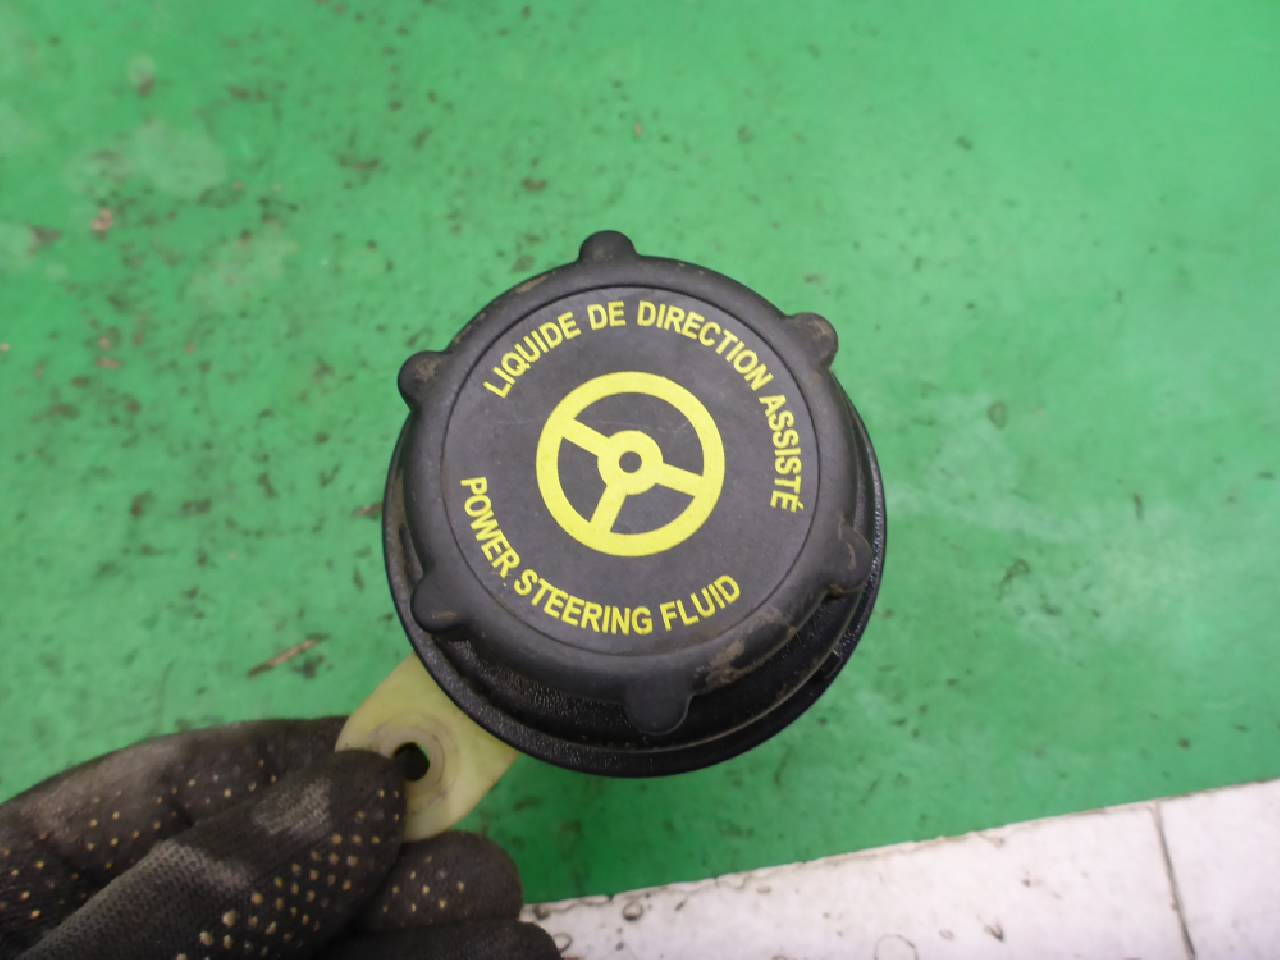 LIQUIDE DE DIRECTION ASSISTÉ
POWER STEERING FLUID